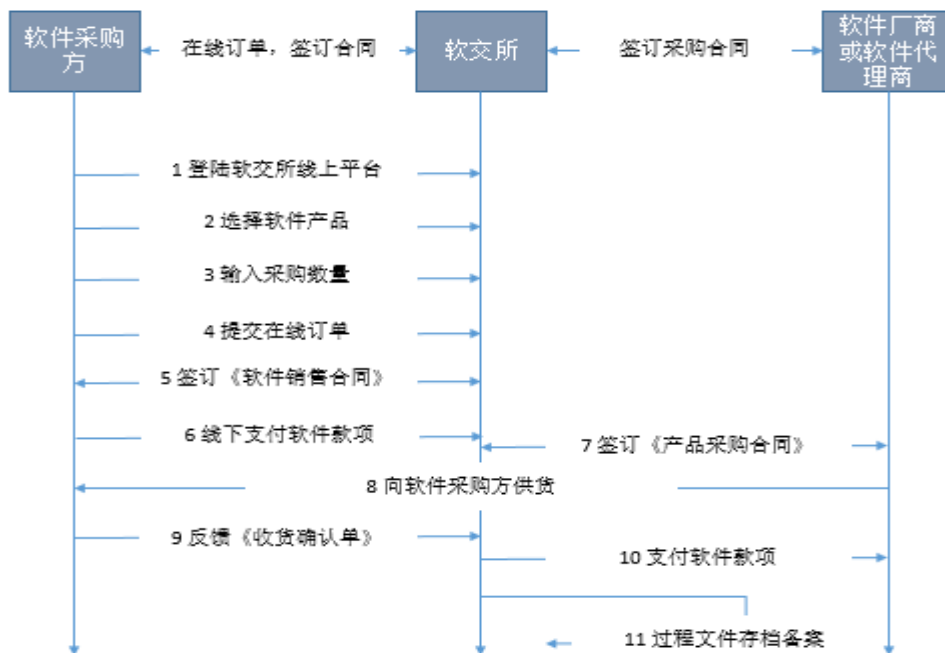 软件采购
方
在线订单，签订合同
软交所
签订采购合同
软件厂商
或软件代
理商
1 登陆软交所线上平台
2 选择软件产品
3 输入采购数量
4 提交在线订单
5 签订《软件销售合同》
6 线下支付软件款项
7 签订《产品采购合同》
8 向软件采购方供货
9 反馈《收货确认单》
10 支付软件款项
11 过程文件存档备案